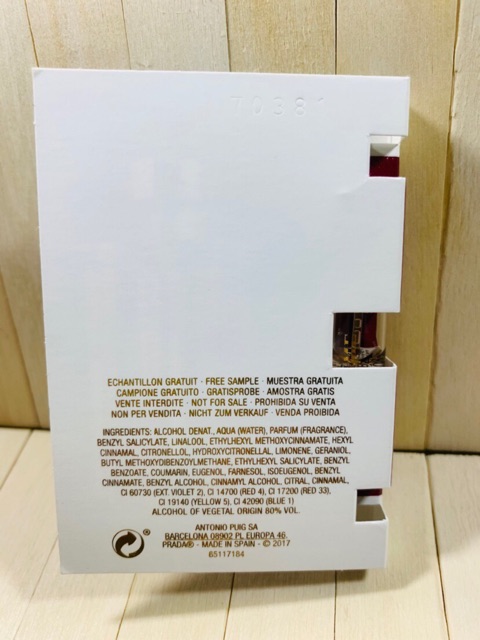 70381
ECHANTILLON GRATUIT · FREE SAMPLE · MUESTRA GRATUITA
CAMPIONE GRATUITO · GRATISPROBE · AMOSTRA GRATIS
VENTE INTERDITE · NOT FOR SALE · PROHIBIDA SU VENTA
NON PER VENDITA · NICHT ZUM VERKAUF · VENDA PROIBIDA
INGREDIENTS: ALCOHOL DENAT., AQUA (WATER), PARFUM (FRAGRANCE),
BENZYL SALICYLATE, LINALOOL, ETHYLHEXYL METHOXYCINNAMATE, HEXYL
CINNAMAL, CITRONELLOL, HYDROXYCITRONELLAL, LIMONENE, GERANIOL,
BUTYL METHOXYDIBENZOYLMETHANE, ETHYLHEXYL SALICYLATE, BENZYL
BENZOATE, COUMARIN, EUGENOL, FARNESOL, ISOEUGENOL, BENZYL
CINNAMATE, BENZYL ALCOHOL, CINNAMYL ALCOHOL, CITRAL, CINNAMAL,
CI 60730 (EXT. VIOLET 2), CI 14700 (RED 4), CI 17200 (RED 33),
CI 19140 (YELLOW 5), CI 42090 (BLUE 1)
ALCOHOL OF VEGETAL ORIGIN 80% VOL.
ANTONIO PUIG SA
BARCELONA 08902 PL EUROPA 46.
PRADA® - MADE IN SPAIN - © 2017
65117184